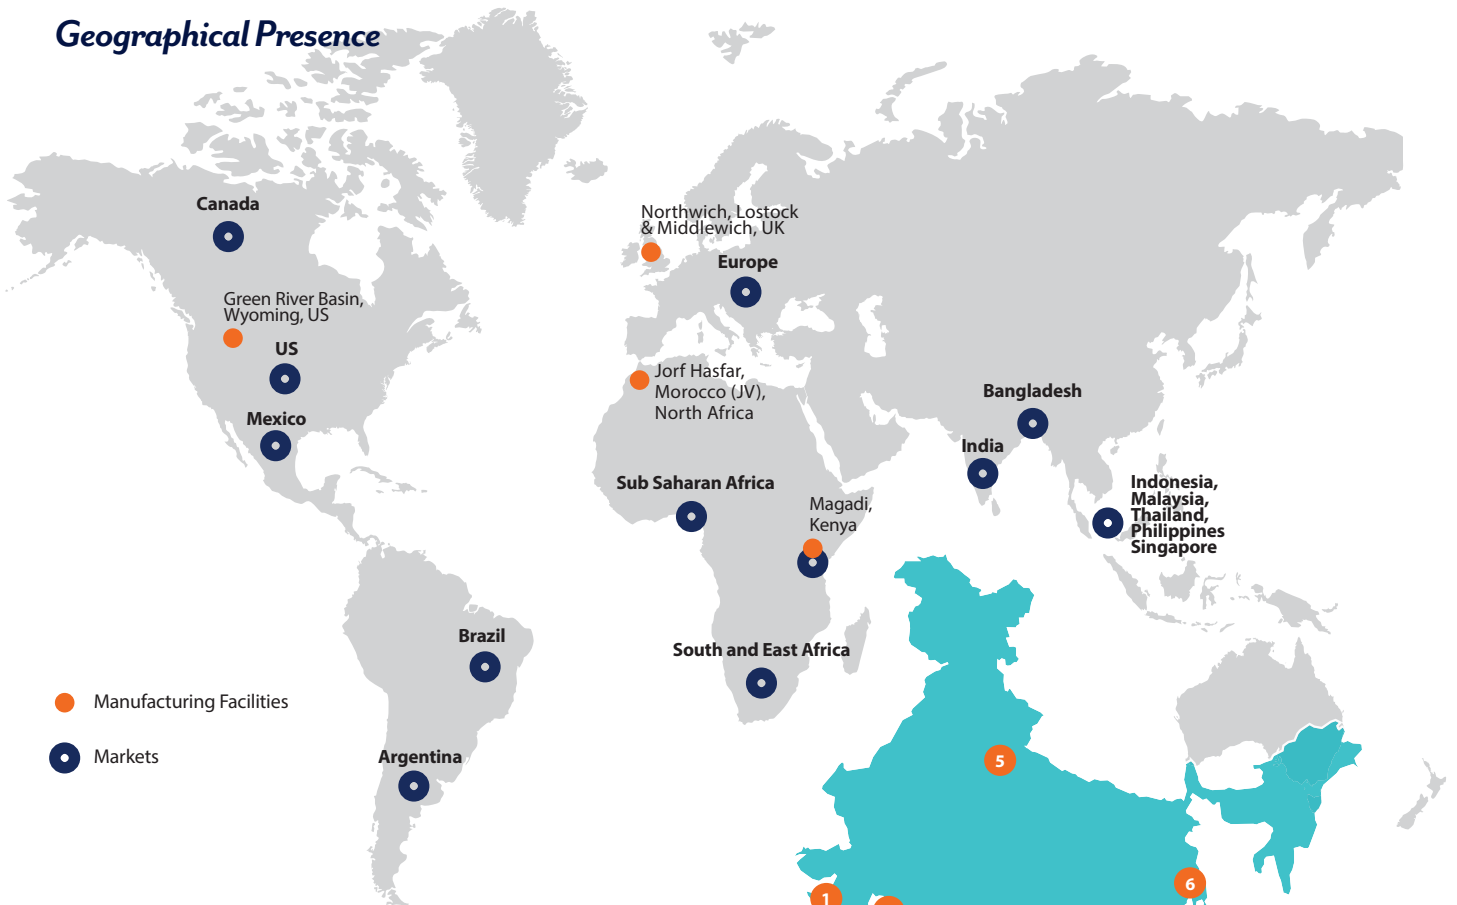 Geographical Presence
Canada
Northwich, Lostock
& Middlewich, UK
Europe
Green River Basin,
Wyoming, US
US
Jorf Hasfar,
Morocco (JV),
North Africa
Bangladesh
Mexico
India
Sub Saharan Africa
Indonesia,
Malaysia,
Thailand,
Philippines
Singapore
Magadi,
Kenya
Brazil
South and East Africa
Manufacturing Facilities
Markets
Argentina
5
6
1